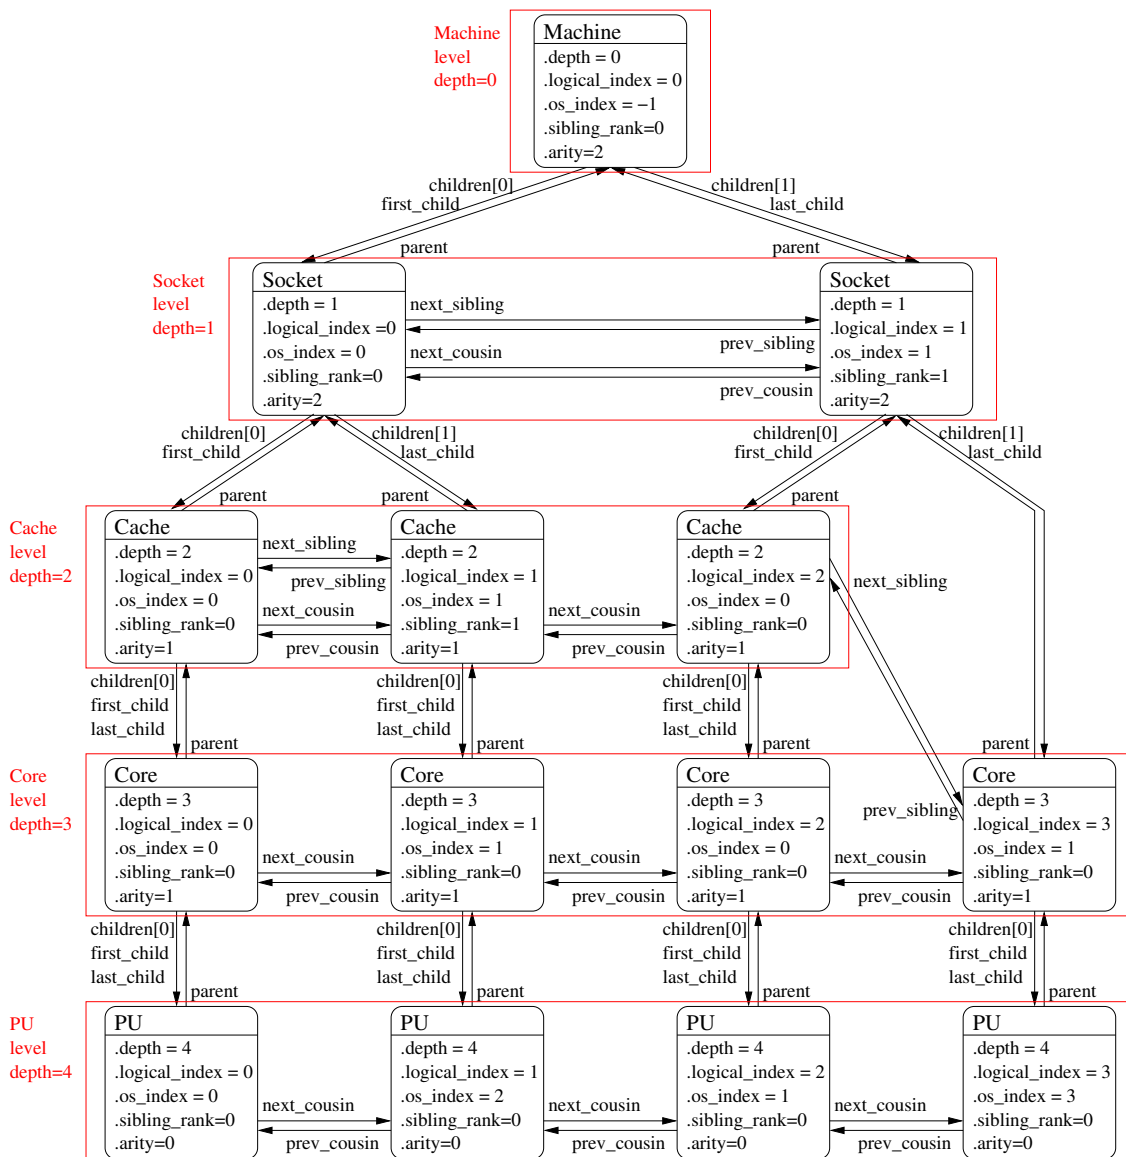 Machine
level
depth=0
Machine
.depth = 0
.logical_index = 0
.os_index = −1
.sibling_rank=0
.arity=2
children[0]
first_child
children[1]
last_child
parent
parent
Socket
level
depth=1
Socket
.depth = 1
.logical_index =0
.os_index = 0
.sibling_rank=0
.arity=2
next_sibling
prev_sibling
next_cousin
prev_cousin
Socket
.depth = 1
.logical_index = 1
.os_index = 1
.sibling_rank=1
.arity=2
children[0]
first_child
children[1]
last_child
children[0]
first_child
children[1]
last_child
parent
parent
parent
Cache
level
depth=2
Cache
.depth = 2
.logical_index = 0
.os_index = 0
.sibling_rank=0
.arity=1
next_sibling
prev_sibling
next_cousin
prev_cousin
Cache
.depth = 2
.logical_index = 1
.os_index = 1
.sibling_rank=1
.arity=1
next_cousin
prev_cousin
Cache
.depth = 2
.logical_index = 2
.os_index = 0
.sibling_rank=0
.arity=1
next_sibling
prev_sibling
children[0]
first_child
last_child
parent
children[0]
first_child
last_child
parent
children[0]
first_child
last_child
parent
parent
Core
level
depth=3
Core
.depth = 3
.logical_index = 0
.os_index = 0
.sibling_rank=0
.arity=1
next_cousin
prev_cousin
Core
.depth = 3
.logical_index = 1
.os_index = 1
.sibling_rank=0
.arity=1
next_cousin
prev_cousin
Core
.depth = 3
.logical_index = 2
.os_index = 0
.sibling_rank=0
.arity=1
next_cousin
prev_cousin
Core
.depth = 3
.logical_index = 3
.os_index = 1
.sibling_rank=0
.arity=1
children[0]
first_child
last_child
parent
children[0]
first_child
last_child
parent
children[0]
first_child
last_child
parent
children[0]
first_child
last_child
parent
PU
level
depth=4
PU
.depth = 4
.logical_index = 0
.os_index = 0
.sibling_rank=0
.arity=0
next_cousin
prev_cousin
PU
.depth = 4
.logical_index = 1
.os_index = 2
.sibling_rank=0
.arity=0
next_cousin
prev_cousin
PU
.depth = 4
.logical_index = 2
.os_index = 1
.sibling_rank=0
.arity=0
next_cousin
prev_cousin
PU
.depth = 4
.logical_index = 3
.os_index = 3
.sibling_rank=0
.arity=0